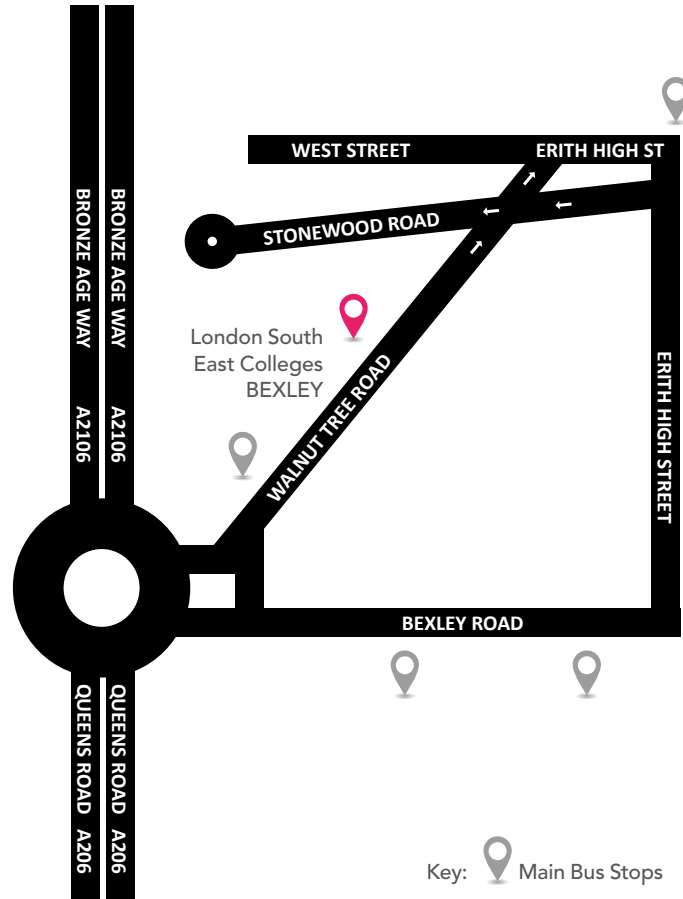 WEST STREET
ERITH HIGH ST
BRONZE AGE WAY A2106
BRONZE AGE WAY A2106
STONEWOOD ROAD
London South
East Colleges
BEXLEY
WALNUT TREE ROAD
ERITH HIGH STREET
BEXLEY ROAD
QUEENS ROAD A206
QUEENS ROAD A206
Key: Main Bus Stops